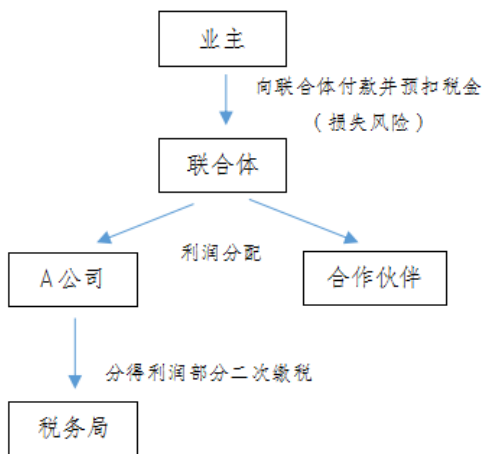 业主
向联合体付款并预扣税金
（损失风险）
联合体
利润分配
A公司
合作伙伴
分得利润部分二次缴税
税务局